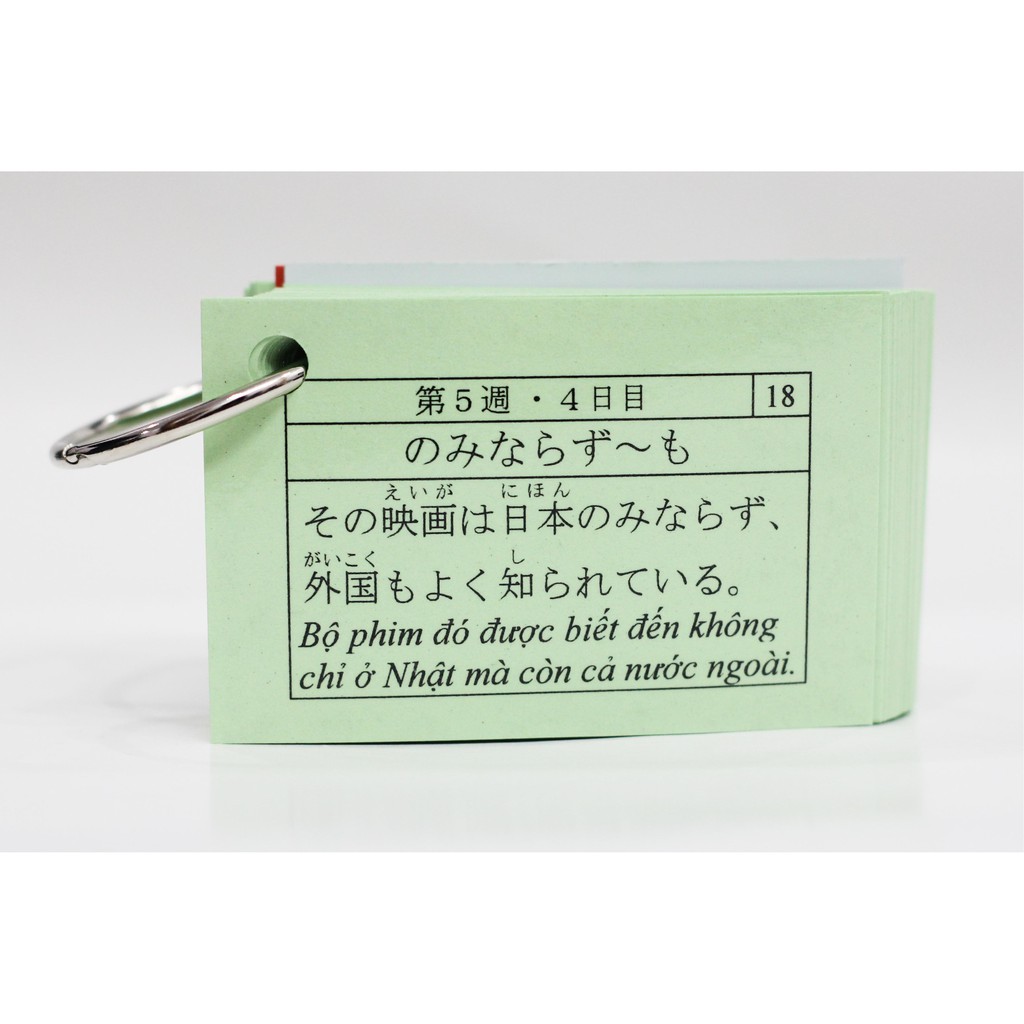 第５週・４日目 18
のみならず～も
えいが にほん
その映画は日本のみならず、
がいこく し
外国もよく知られている。
Bộ phim đó được biết đến không
chỉ ở Nhật mà còn cả nước ngoài.